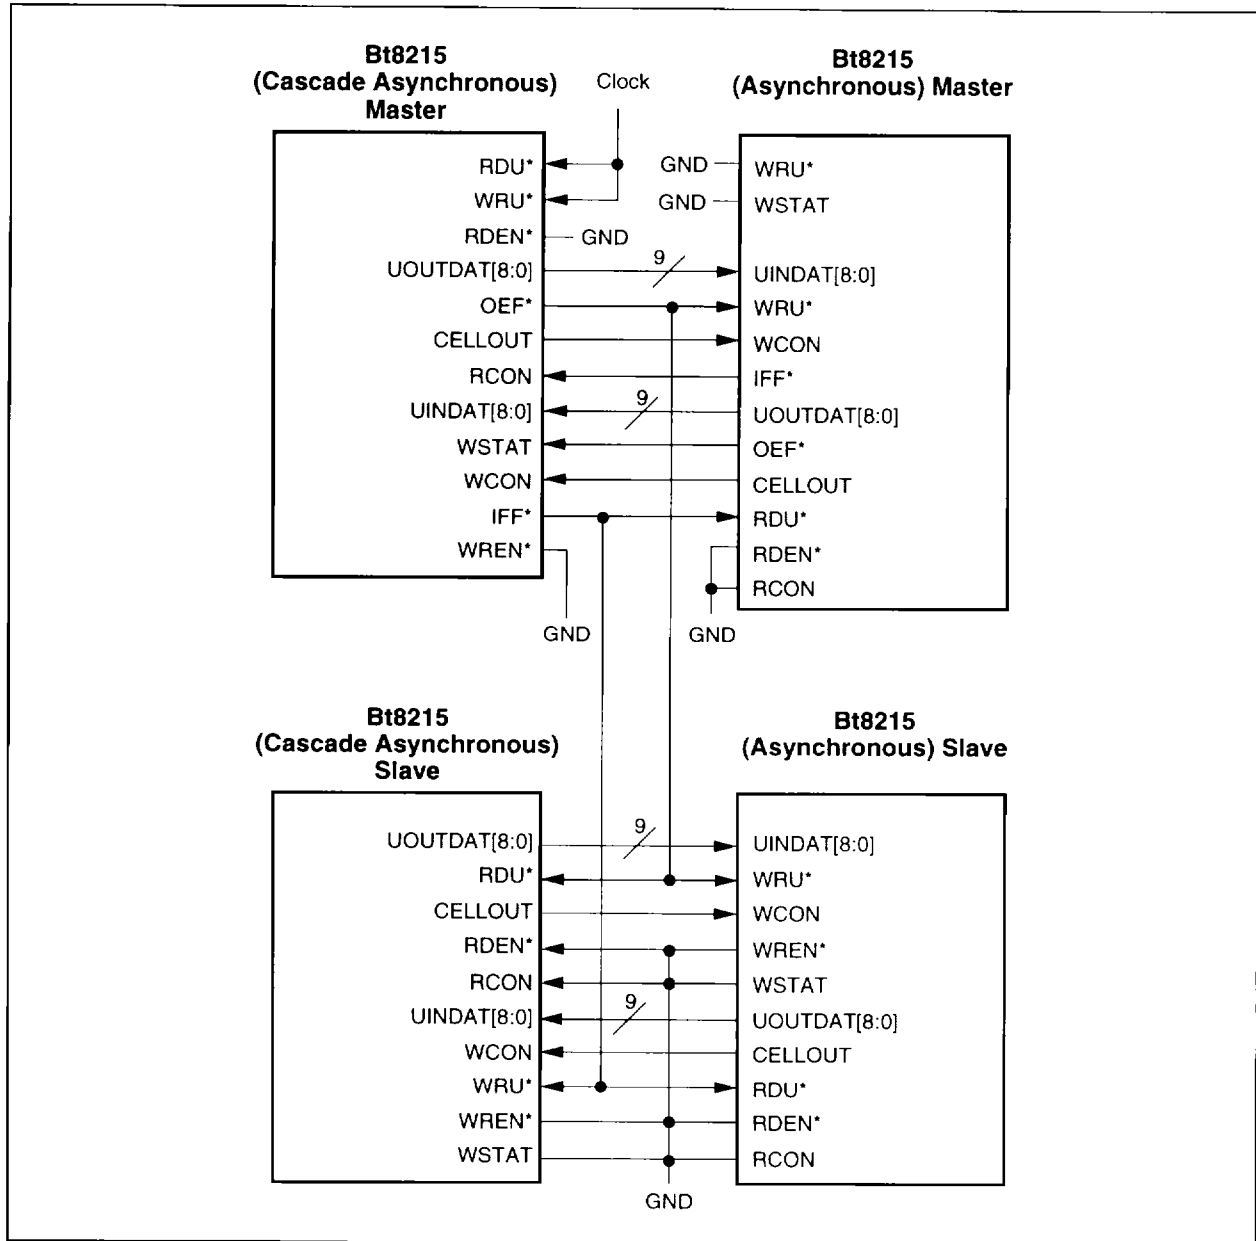 Bt8215
(Cascade Asynchronous)
Master
Clock
Bt8215
(Asynchronous) Master
RDU*
WRU*
RDEN*
GND
UOUTDAT[8:0]
9
OEF*
CELLOUT
RCON
UINDAT[8:0]
9
WSTAT
WCON
IFF*
WREN*
GND
GND
WRU*
GND
WSTAT
UINDAT[8:0]
WRU*
WCON
IFF*
UOUTDAT[8:0]
OEF*
CELLOUT
RDU*
RDEN*
RCON
GND
Bt8215
(Cascade Asynchronous)
Slave
Bt8215
(Asynchronous) Slave
UOUTDAT[8:0]
9
RDU*
CELLOUT
RDEN*
RCON
UINDAT[8:0]
9
WCON
WRU*
WREN*
WSTAT
UINDAT[8:0]
WRU*
WCON
WREN*
WSTAT
UOUTDAT[8:0]
CELLOUT
RDU*
RDEN*
RCON
GND